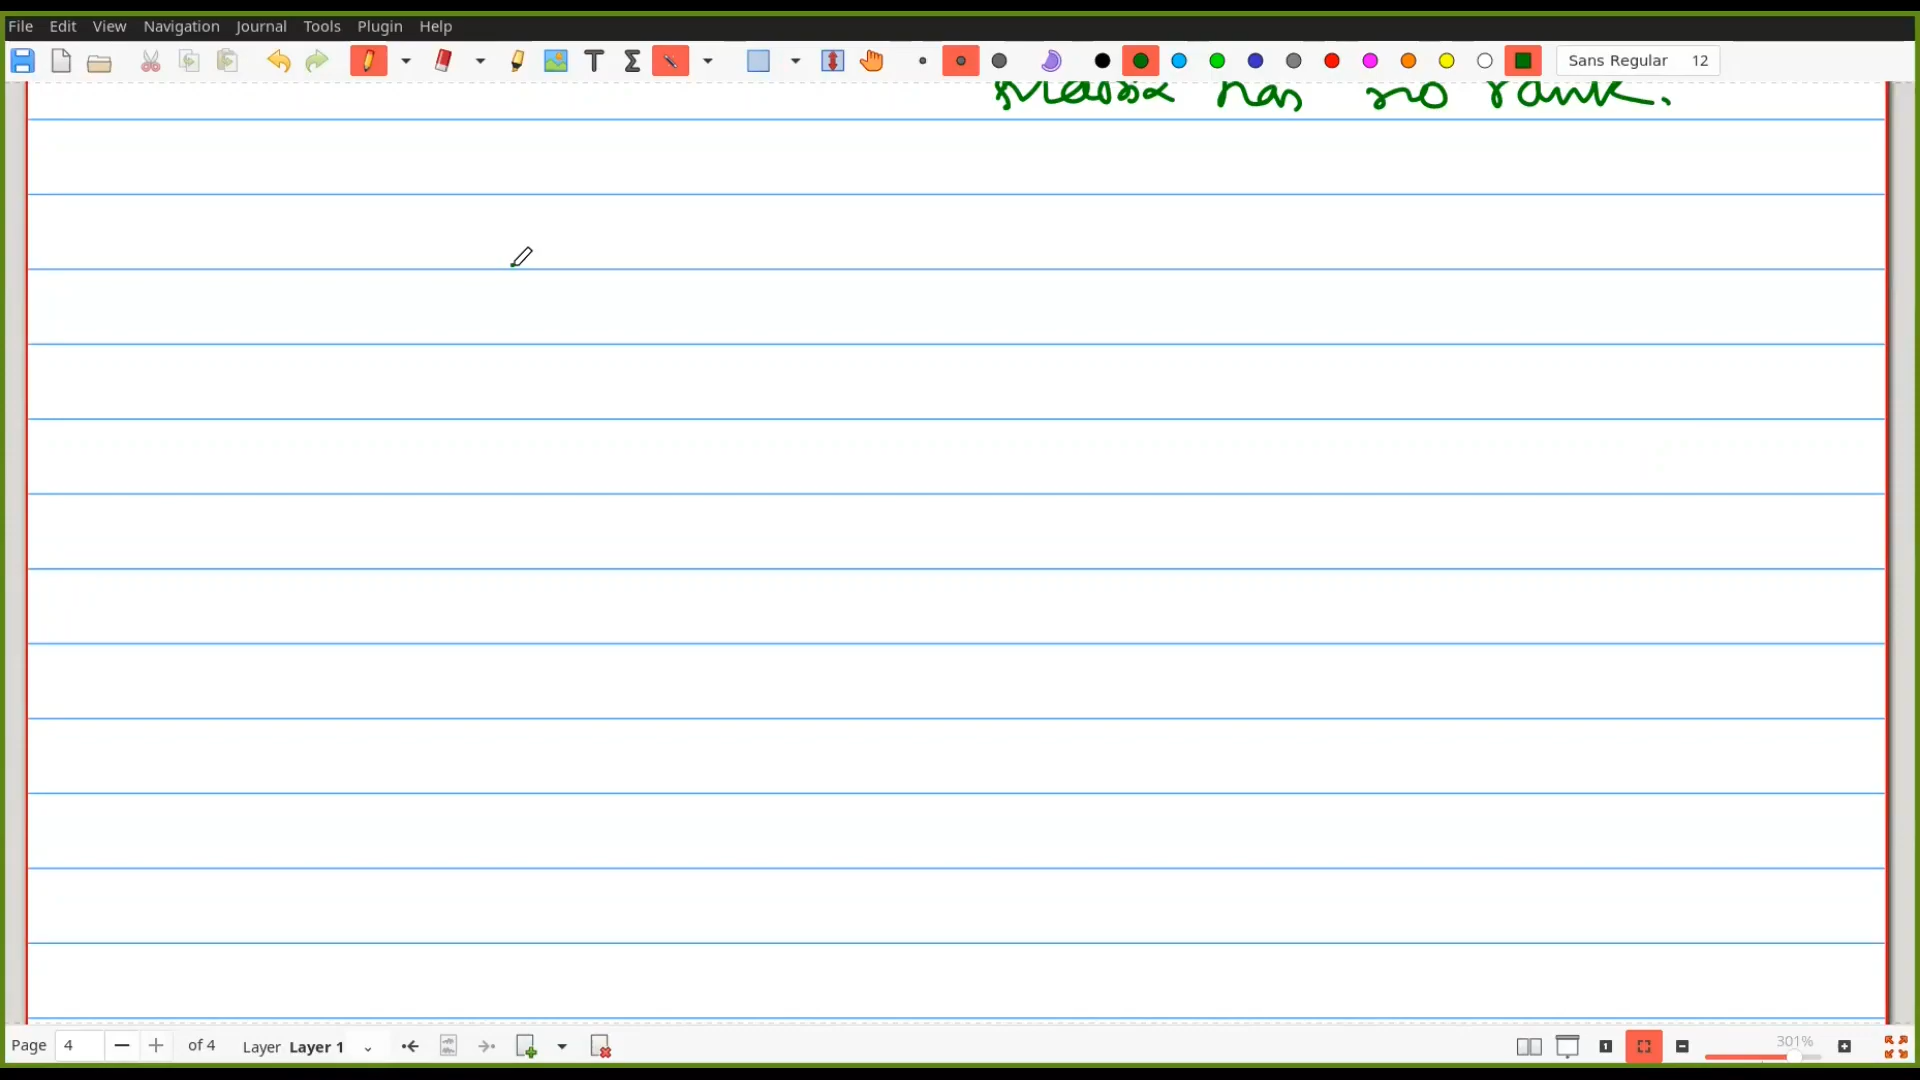 File Edit View Navigation Journal Tools Plugin Help
Sans Regular 12
Matrix has no rank.
Page 4 of 4 Layer Layer 1 301%